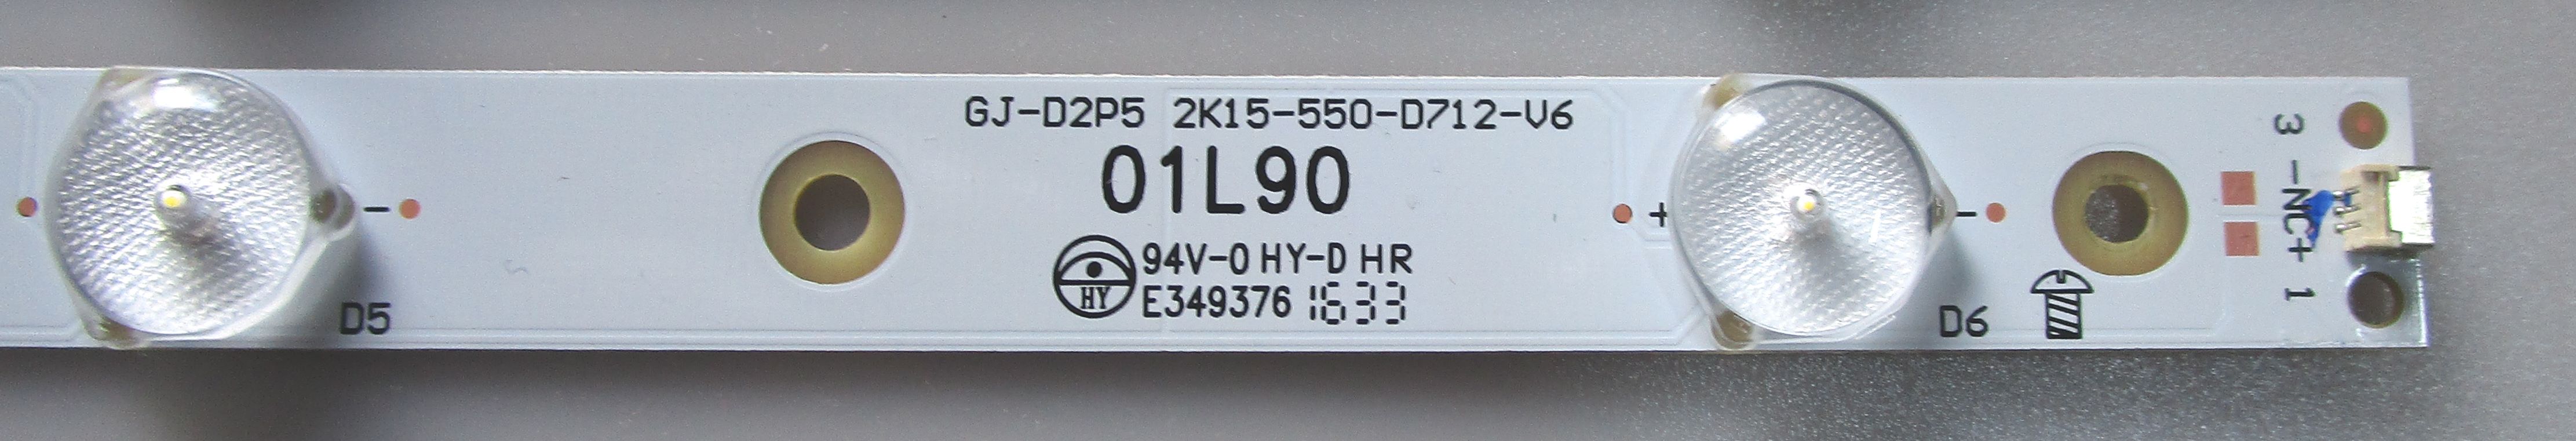 GJ-D2P5 2K15-550-D712-V6
01L90
HY
94V-0 HY-D HR
E349376 1633
+
-
-
D5
D6
3 -NC+ 1